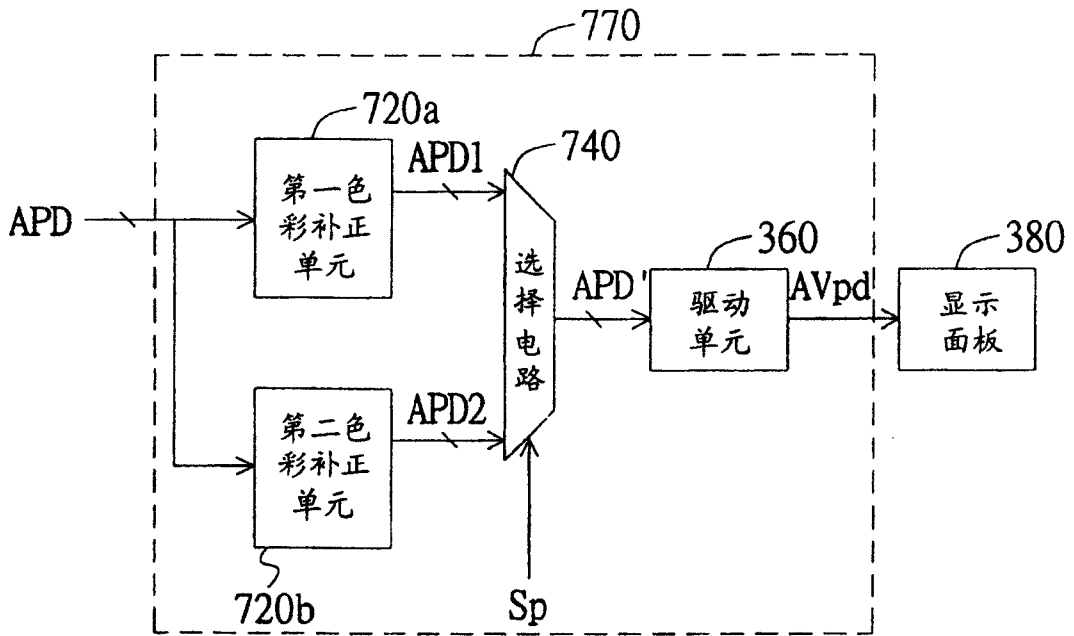 770
720a
APD1
740
第一色
彩补正
单元
APD
选择电路
APD'
360
驱动
单元
AVpd
380
显示
面板
APD2
第二色
彩补正
单元
720b
Sp